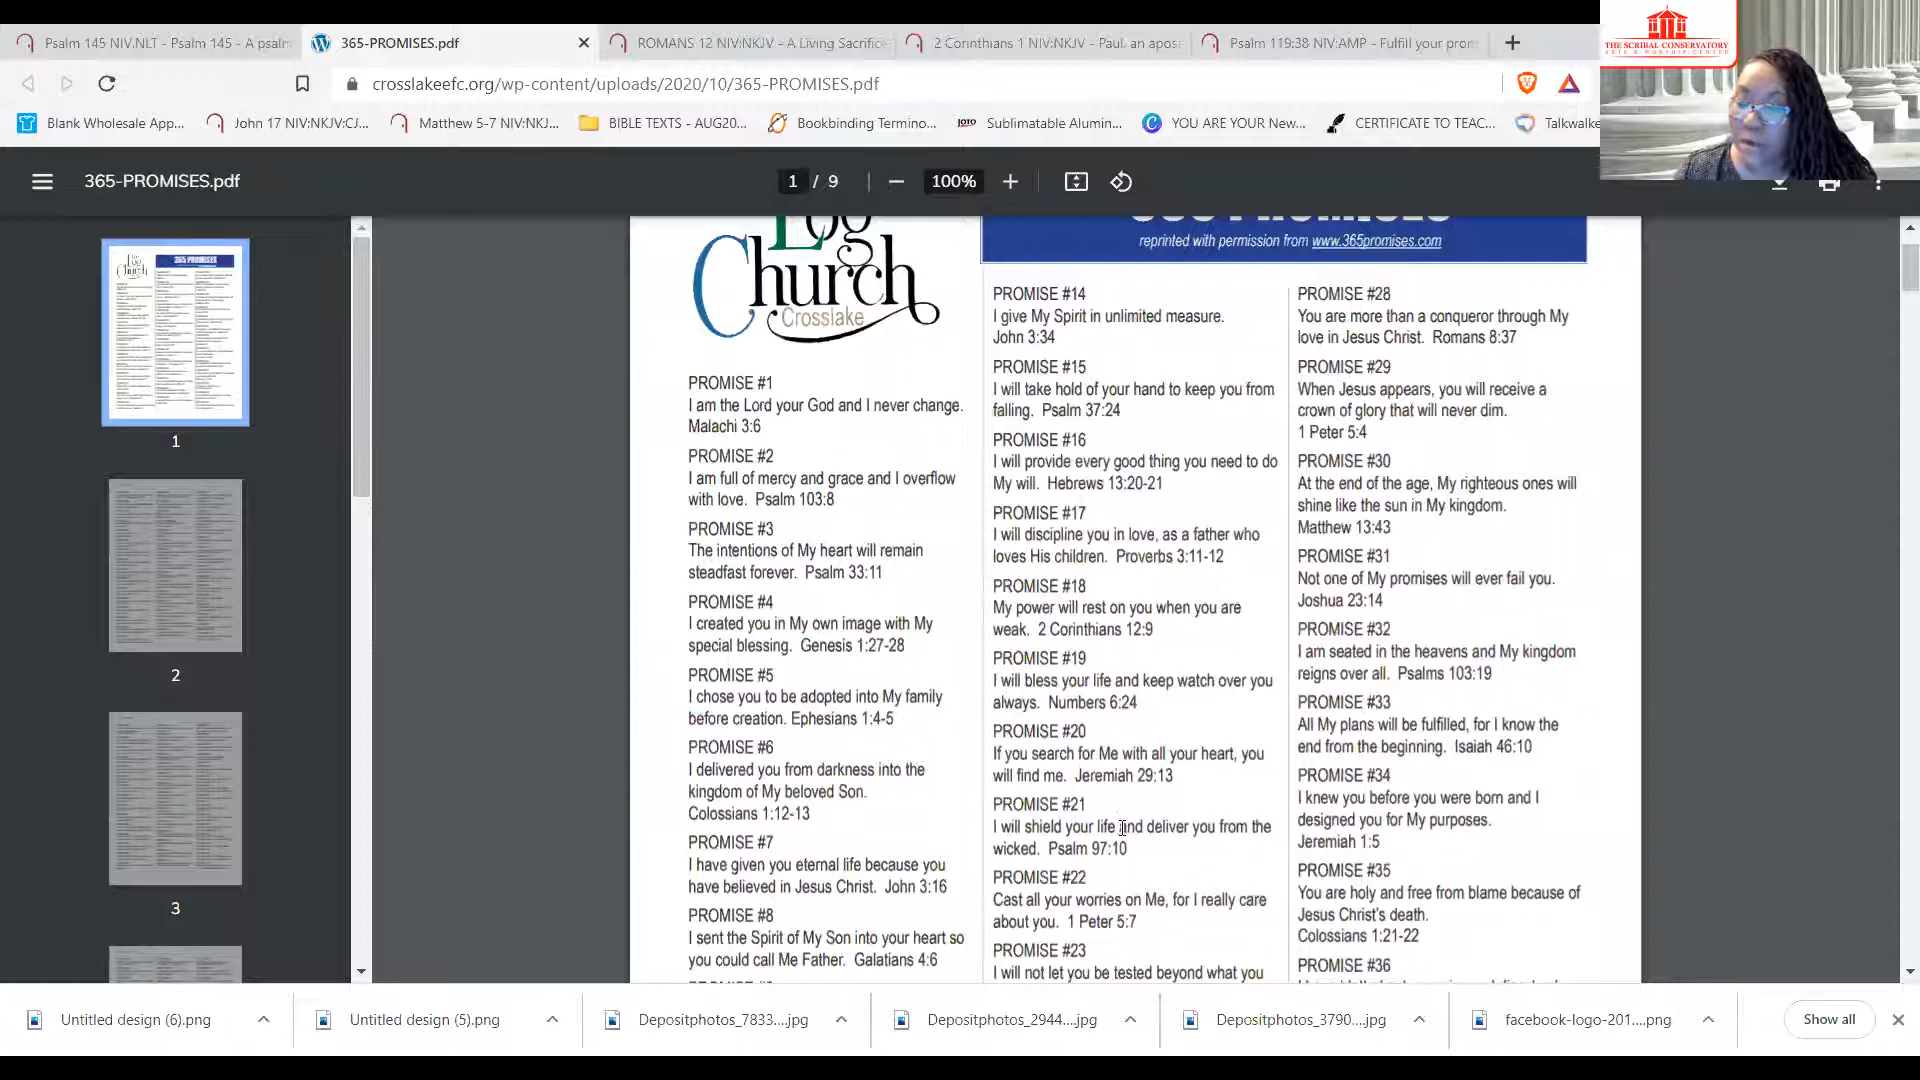 Psalm 145 NIV.NLT - Psalm 145 - A psalm
365-PROMISES.pdf
ROMANS 12 NIV:NKJV - A Living Sacrifice
2 Corinthians 1 NIV:NKJV - Paul, an apos
Psalm 119:38 NIV:AMP - Fulfill your prom
THE SCRIBAL CONSERVATORY
ARTS & WORSHIP CENTER
crosslakeefc.org/wp-content/uploads/2020/10/365-PROMISES.pdf
Blank Wholesale App...
John 17 NIV:NKJV:CJ...
Matthew 5-7 NIV:NKJ...
BIBLE TEXTS - AUG20...
Bookbinding Termino...
JOTO
Sublimatable Alumin...
YOU ARE YOUR New...
CERTIFICATE TO TEAC...
Talkwalke
365-PROMISES.pdf
1 / 9
100%
365 PROMISES
reprinted with permission from www.365promises.com
Log
Church
Crosslake
PROMISE #1
I am the Lord your God and I never change.
Malachi 3:6
PROMISE #2
I am full of mercy and grace and I overflow
with love. Psalm 103:8
PROMISE #3
The intentions of My heart will remain
steadfast forever. Psalm 33:11
PROMISE #4
I created you in My own image with My
special blessing. Genesis 1:27-28
PROMISE #5
I chose you to be adopted into My family
before creation. Ephesians 1:4-5
PROMISE #6
I delivered you from darkness into the
kingdom of My beloved Son.
Colossians 1:12-13
PROMISE #7
I have given you eternal life because you
have believed in Jesus Christ. John 3:16
PROMISE #8
I sent the Spirit of My Son into your heart so
you could call Me Father. Galatians 4:6
PROMISE #14
I give My Spirit in unlimited measure.
John 3:34
PROMISE #15
I will take hold of your hand to keep you from
falling. Psalm 37:24
PROMISE #16
I will provide every good thing you need to do
My will. Hebrews 13:20-21
PROMISE #17
I will discipline you in love, as a father who
loves His children. Proverbs 3:11-12
PROMISE #18
My power will rest on you when you are
weak. 2 Corinthians 12:9
PROMISE #19
I will bless your life and keep watch over you
always. Numbers 6:24
PROMISE #20
If you search for Me with all your heart, you
will find me. Jeremiah 29:13
PROMISE #21
I will shield your life and deliver you from the
wicked. Psalm 97:10
PROMISE #22
Cast all your worries on Me, for I really care
about you. 1 Peter 5:7
PROMISE #23
I will not let you be tested beyond what you
PROMISE #28
You are more than a conqueror through My
love in Jesus Christ. Romans 8:37
PROMISE #29
When Jesus appears, you will receive a
crown of glory that will never dim.
1 Peter 5:4
PROMISE #30
At the end of the age, My righteous ones will
shine like the sun in My kingdom.
Matthew 13:43
PROMISE #31
Not one of My promises will ever fail you.
Joshua 23:14
PROMISE #32
I am seated in the heavens and My kingdom
reigns over all. Psalms 103:19
PROMISE #33
All My plans will be fulfilled, for I know the
end from the beginning. Isaiah 46:10
PROMISE #34
I knew you before you were born and I
designed you for My purposes.
Jeremiah 1:5
PROMISE #35
You are holy and free from blame because of
Jesus Christ's death.
Colossians 1:21-22
PROMISE #36
1
2
3
Untitled design (6).png
Untitled design (5).png
Depositphotos_7833....jpg
Depositphotos_2944....jpg
Depositphotos_3790....jpg
facebook-logo-201....png
Show all